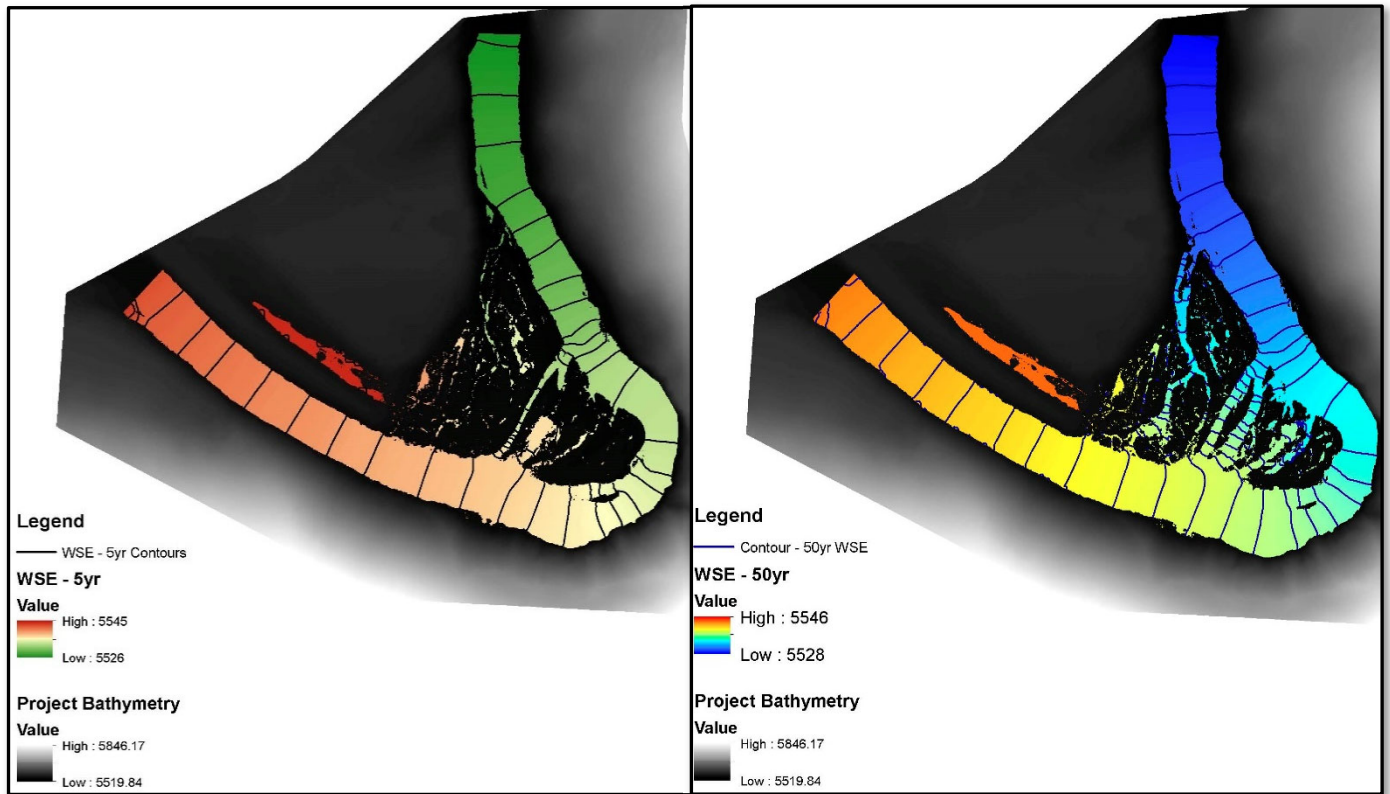 Legend
WSE - 5yr Contours
WSE - 5yr
Value
High : 5545
Low : 5526
Project Bathymetry
Value
High : 5846.17
Low : 5519.84
Legend
Contour - 50yr WSE
WSE - 50yr
Value
High : 5546
Low : 5528
Project Bathymetry
Value
High : 5846.17
Low : 5519.84